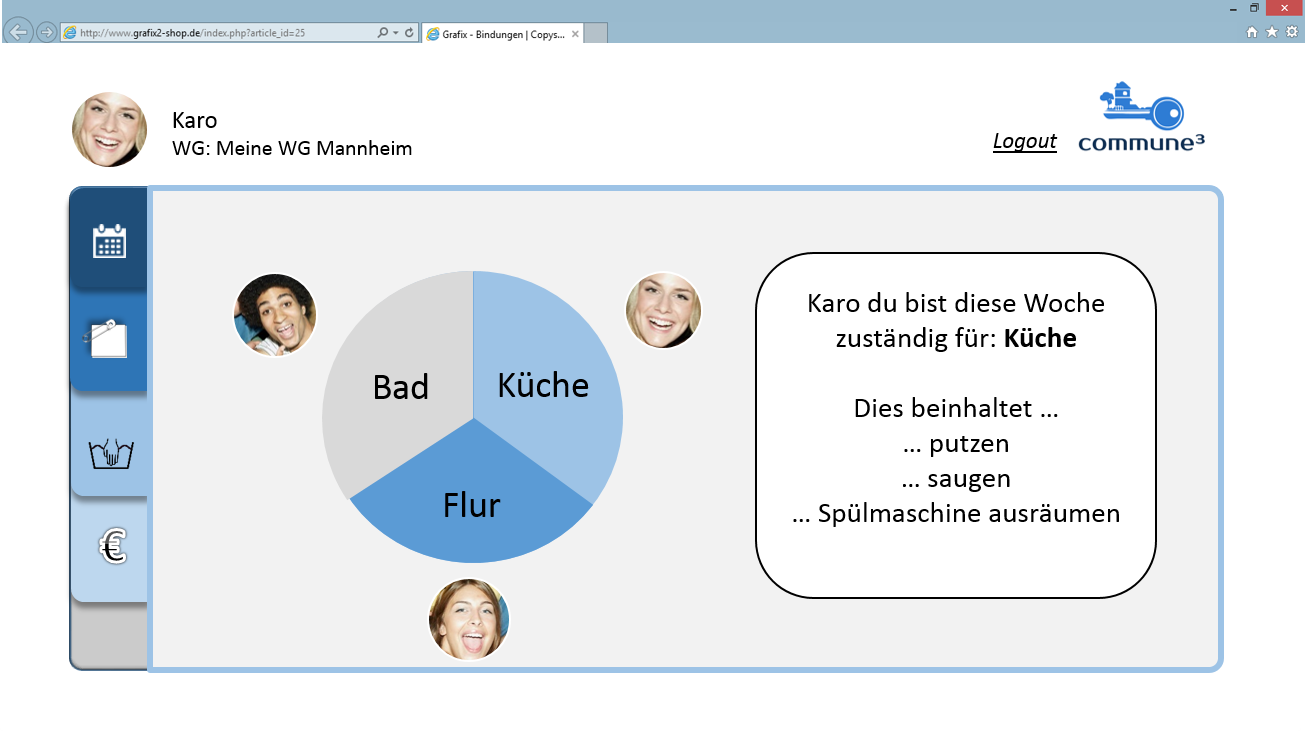 http://www.grafix2-shop.de/index.php?article_id=25
Grafix - Bindungen | Copys...
Karo
WG: Meine WG Mannheim
Logout
commune³
Bad
Küche
Flur
Karo du bist diese Woche
zuständig für: Küche
Dies beinhaltet ...
... putzen
... saugen
... Spülmaschine ausräumen
€